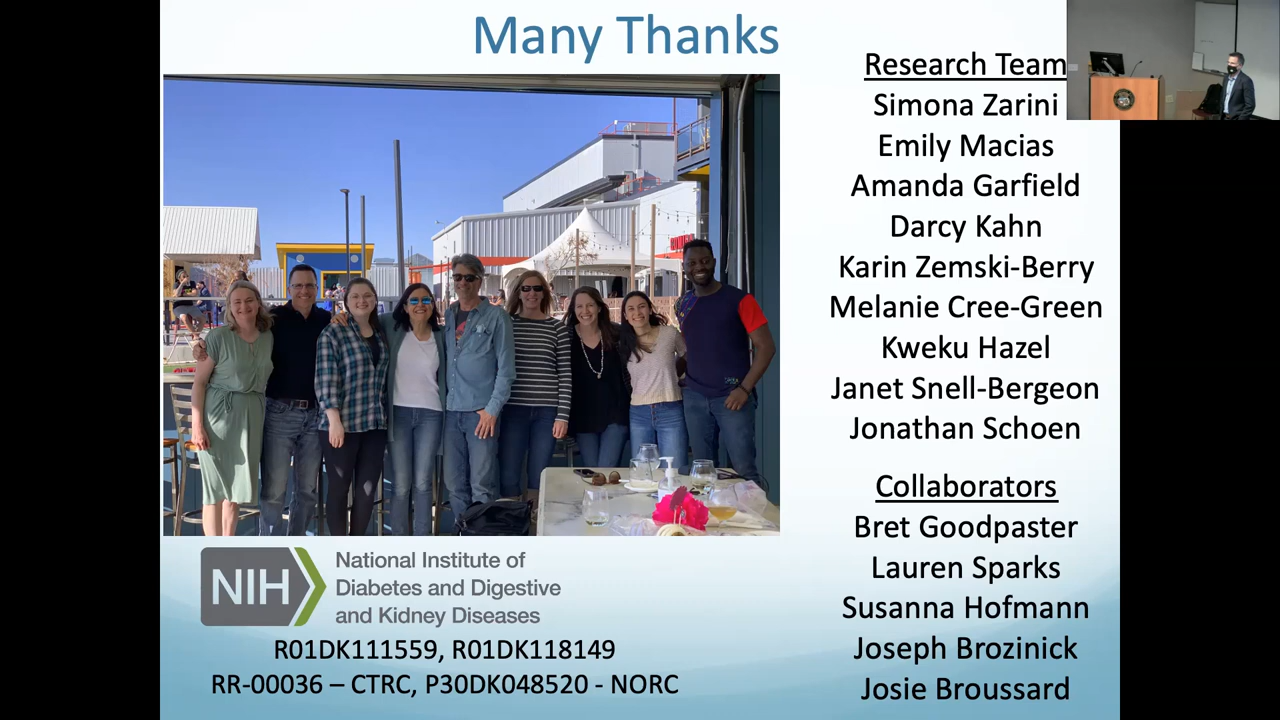 Many Thanks
Research Team
Simona Zarini
Emily Macias
Amanda Garfield
Darcy Kahn
Karin Zemski-Berry
Melanie Cree-Green
Kweku Hazel
Janet Snell-Bergeon
Jonathan Schoen
Collaborators
Bret Goodpaster
Lauren Sparks
Susanna Hofmann
Joseph Brozinick
Josie Broussard
NIH
National Institute of
Diabetes and Digestive
and Kidney Diseases
R01DK111559, R01DK118149
RR-00036 – CTRC, P30DK048520 - NORC